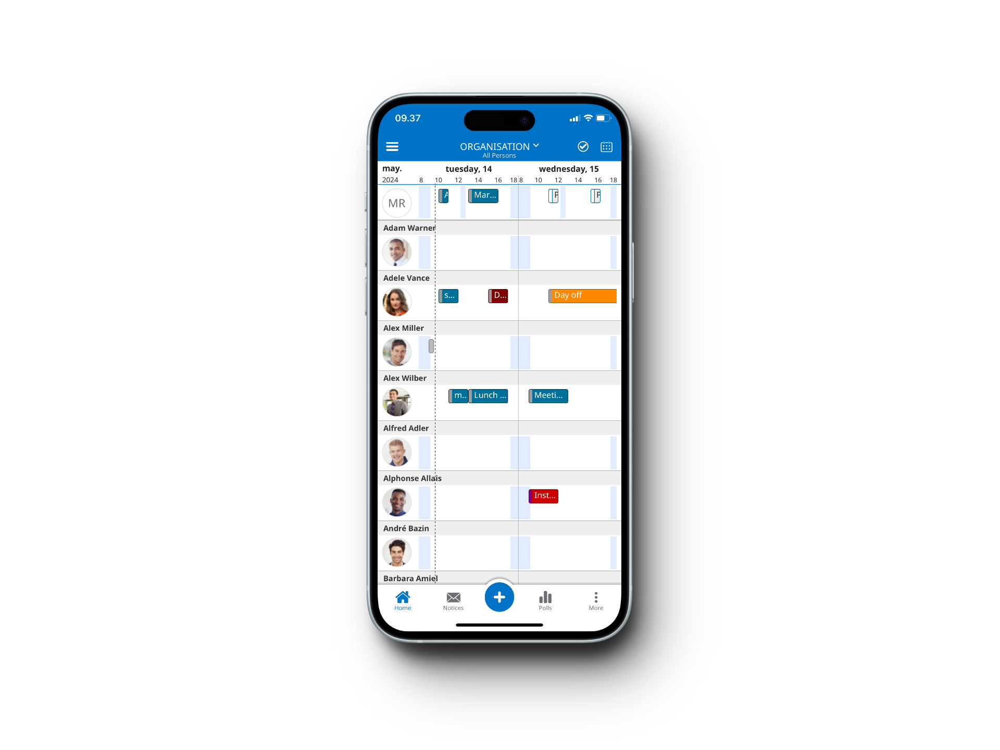 09.37
ORGANISATION
All Persons
may. tuesday, 14 wednesday, 15
2024 8 10 12 14 16 18 8 10 12 14 16 18
MR A Mar... P P
Adam Warner
Adele Vance
s... D... Day off
Alex Miller
Alex Wilber
m... Lunch ... Meeti...
Alfred Adler
Alphonse Allais
Inst...
André Bazin
Barbara Amiel
Home Notices Polls More